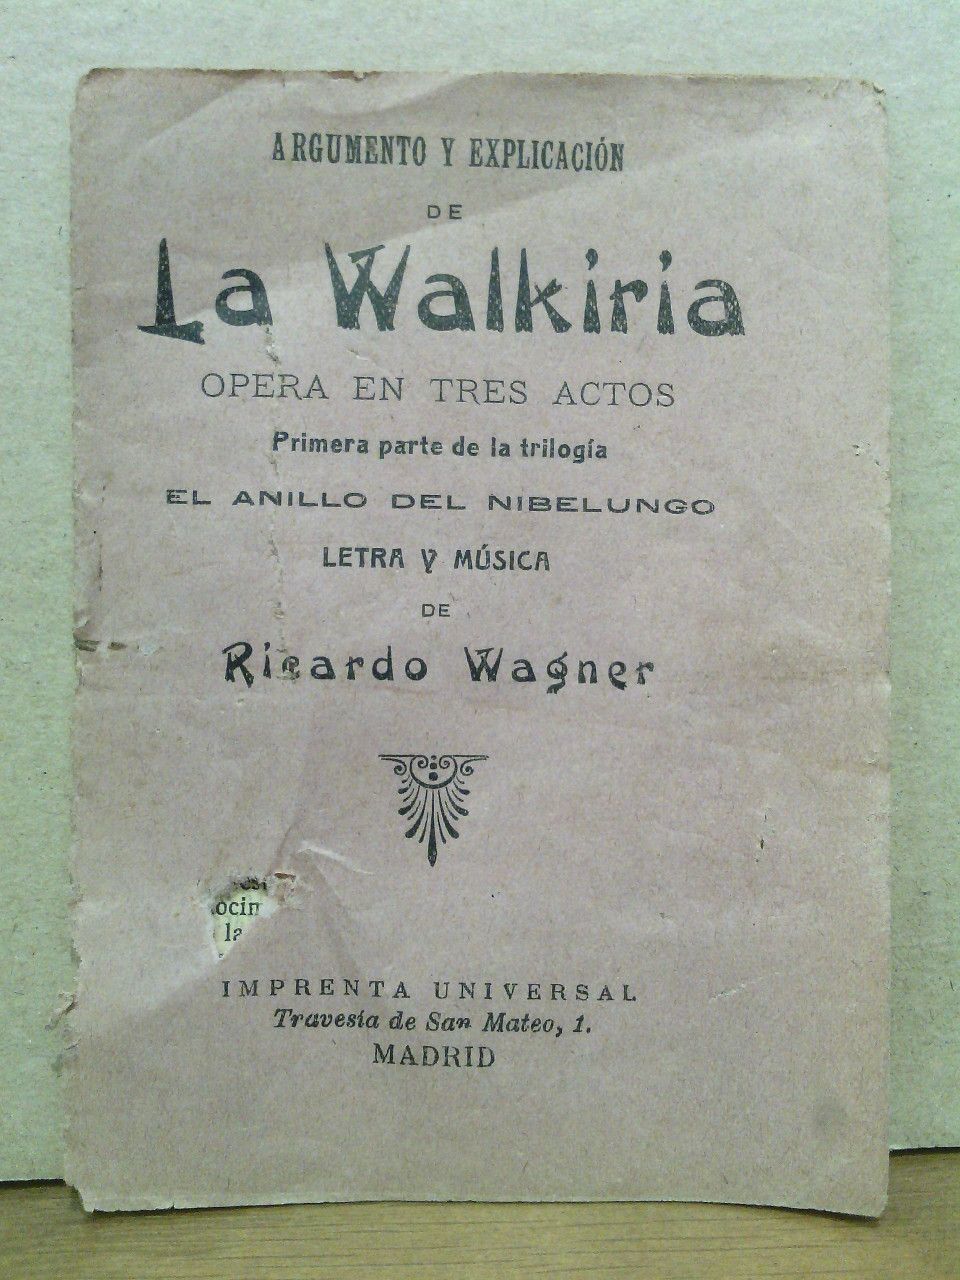 ARGUMENTO Y EXPLICACIÓN
DE
La Walkiria
OPERA EN TRES ACTOS
Primera parte de la trilogía
EL ANILLO DEL NIBELUNGO
LETRA Y MÚSICA
DE
Ricardo Wagner
la
IMPRENTA UNIVERSAL
Travesía de San Mateo, 1.
MADRID